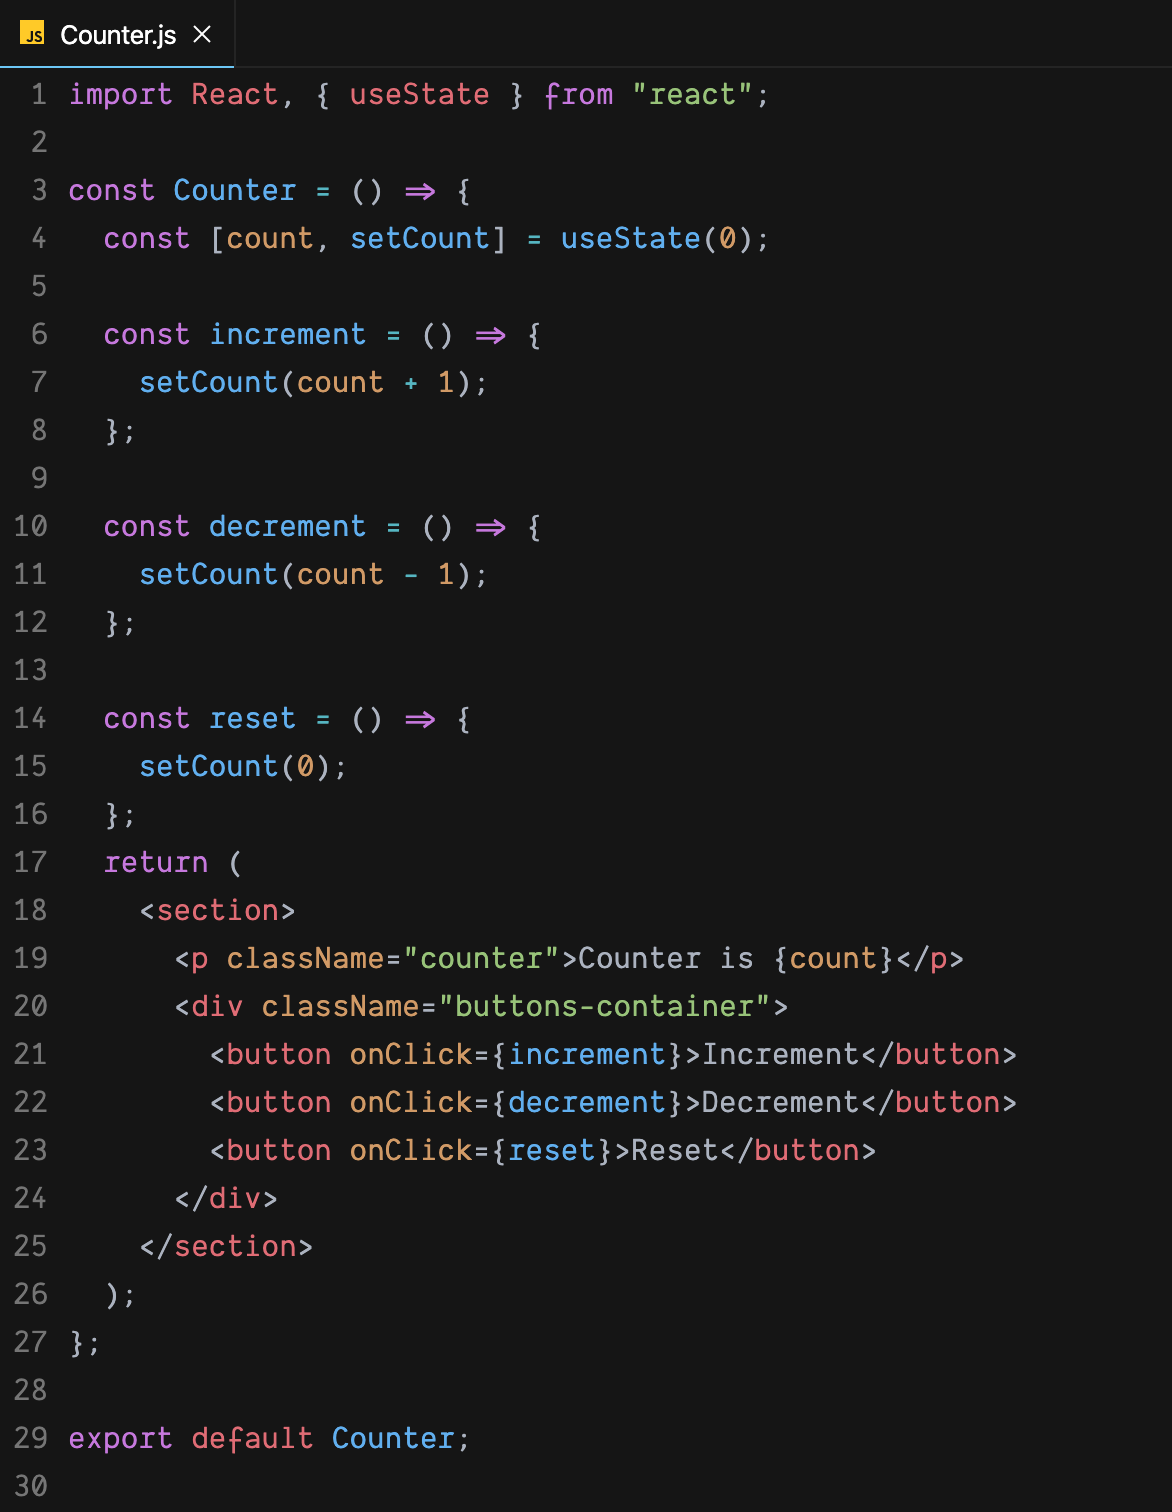 JS Counter.js
1 import React, { useState } from "react";
2
3 const Counter = () => {
4   const [count, setCount] = useState(0);
5
6   const increment = () => {
7     setCount(count + 1);
8   };
9
10   const decrement = () => {
11     setCount(count - 1);
12   };
13
14   const reset = () => {
15     setCount(0);
16   };
17   return (
18     <section>
19       <p className="counter">Counter is {count}</p>
20       <div className="buttons-container">
21         <button onClick={increment}>Increment</button>
22         <button onClick={decrement}>Decrement</button>
23         <button onClick={reset}>Reset</button>
24       </div>
25     </section>
26   );
27 };
28
29 export default Counter;
30